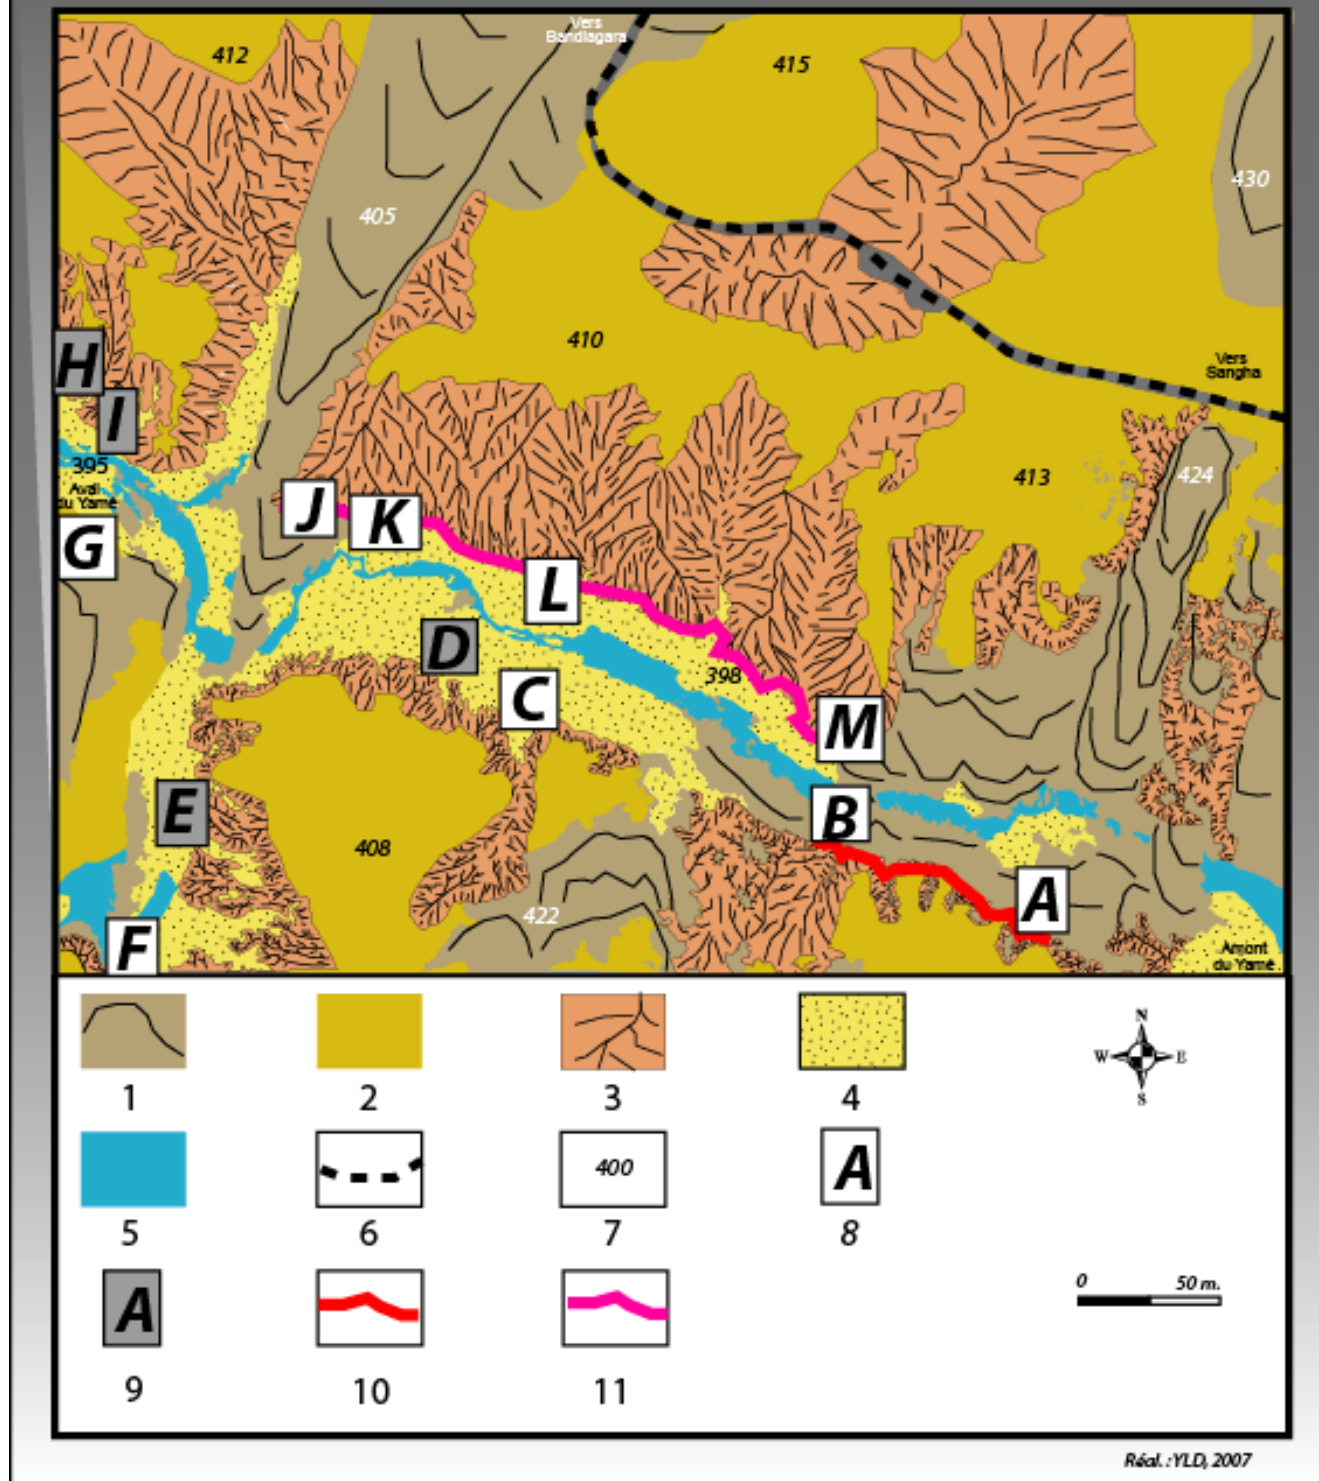 Vers
Bandiagara
412
415
430
405
410
Vers
Sangha
H
I
413
424
395
Aval
du Yamé
J
K
G
L
D
398
C
M
E
B
408
A
422
F
Amont
du Yamé
1
2
3
4
N
W E
S
400
A
5
6
7
8
0 50 m.
A
9
10
11
Réal. : YLD, 2007